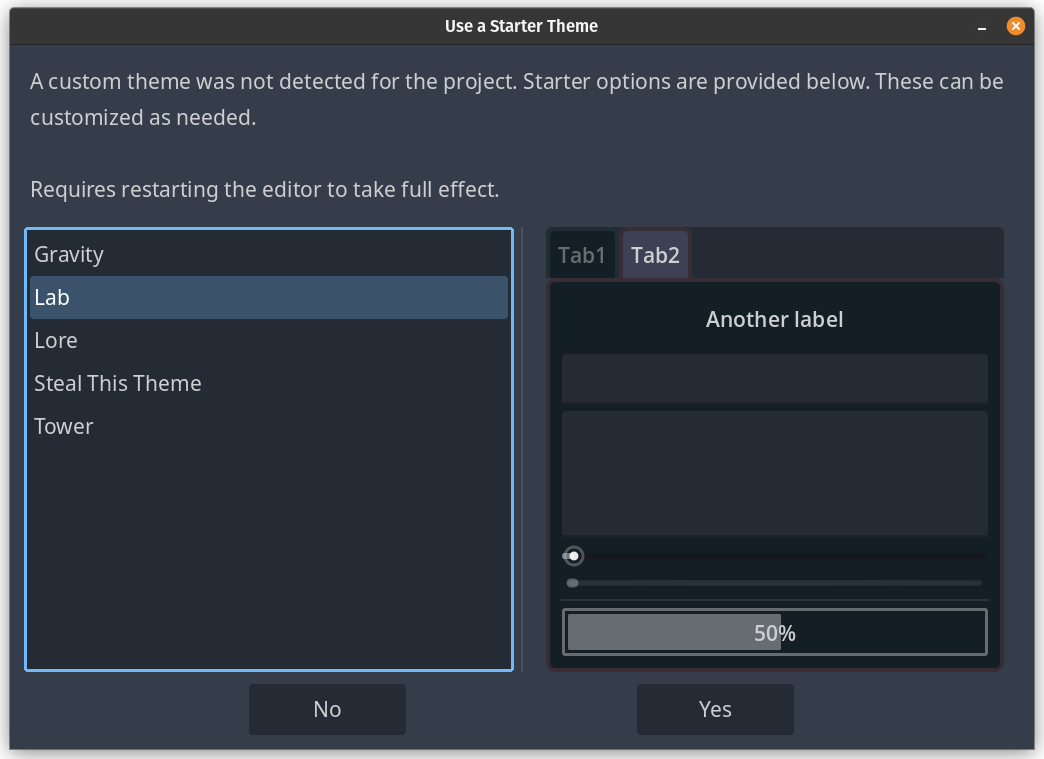 Use a Starter Theme
A custom theme was not detected for the project. Starter options are provided below. These can be
customized as needed.
Requires restarting the editor to take full effect.
Gravity
Lab
Lore
Steal This Theme
Tower
Tab1 Tab2
Another label
50%
No
Yes